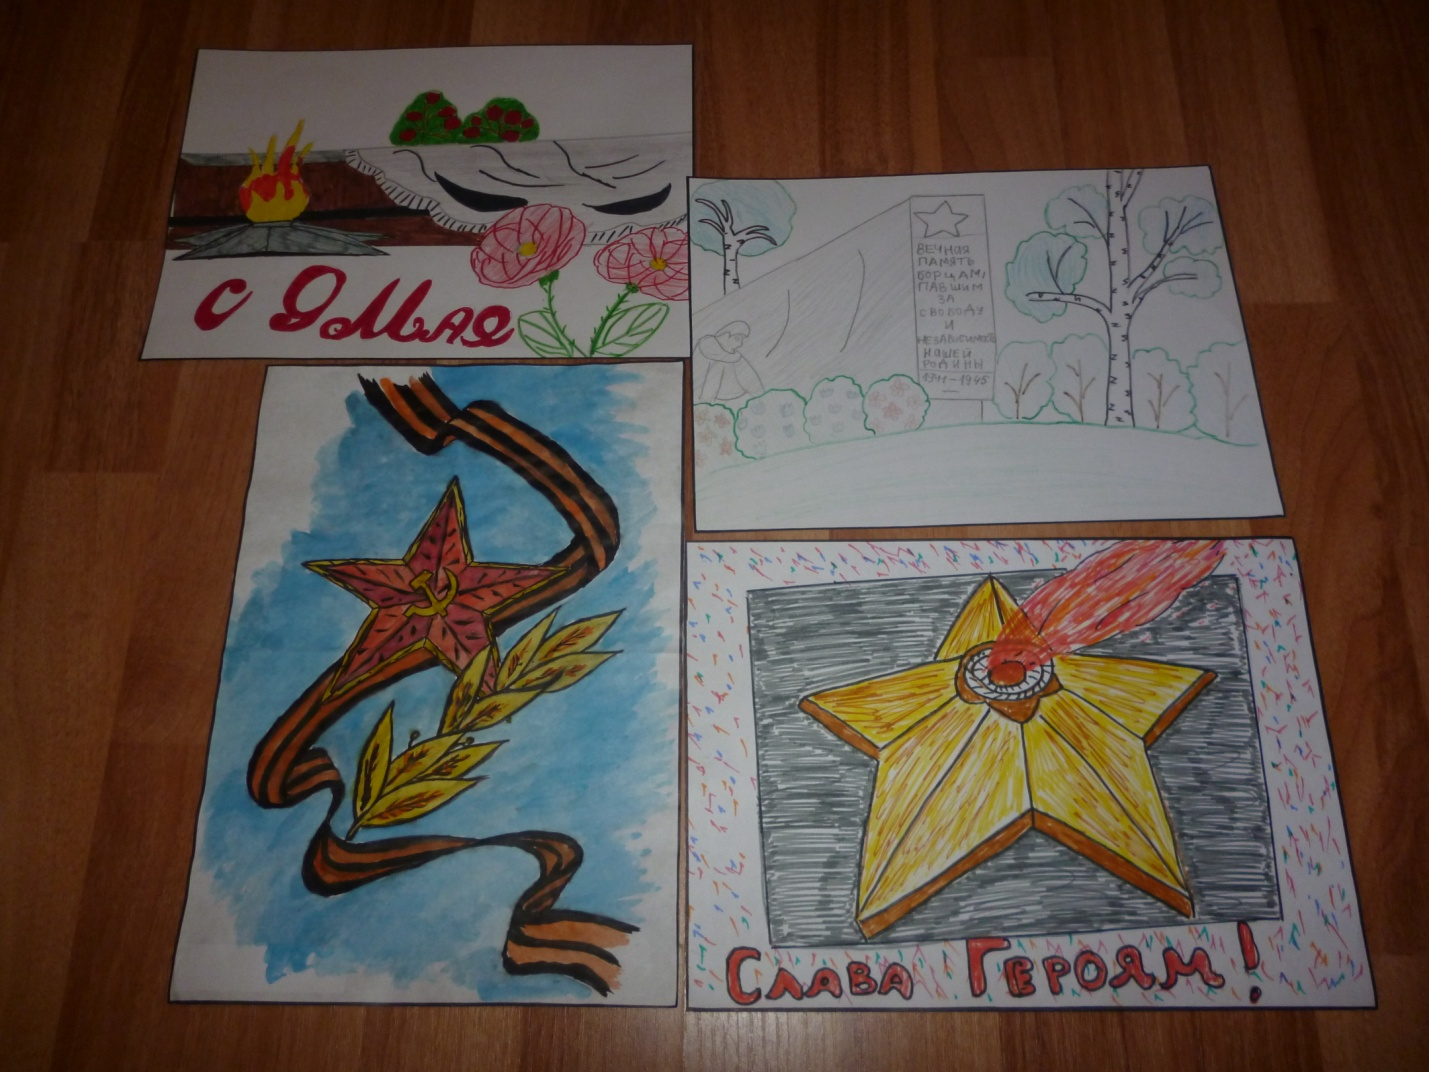 С 9 Мая
ВЕЧНАЯ
ПАМЯТЬ
БОРЦАМ,
ПАВШИМ
ЗА
СВОБОДУ
И
НЕЗАВИСИМОСТЬ
НАШЕЙ
РОДИНЫ
1941-1945
СЛАВА ГЕРОЯМ!